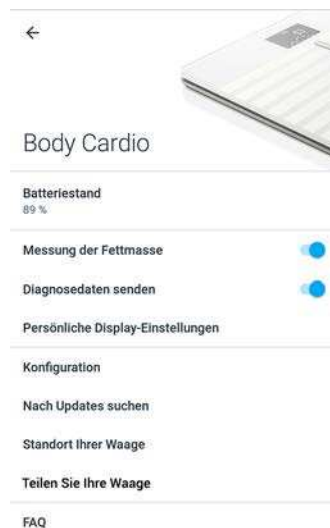 Body Cardio
Batteriestand
89 %
Messung der Fettmasse
Diagnosedaten senden
Persönliche Display-Einstellungen
Konfiguration
Nach Updates suchen
Standort Ihrer Waage
Teilen Sie Ihre Waage
FAQ